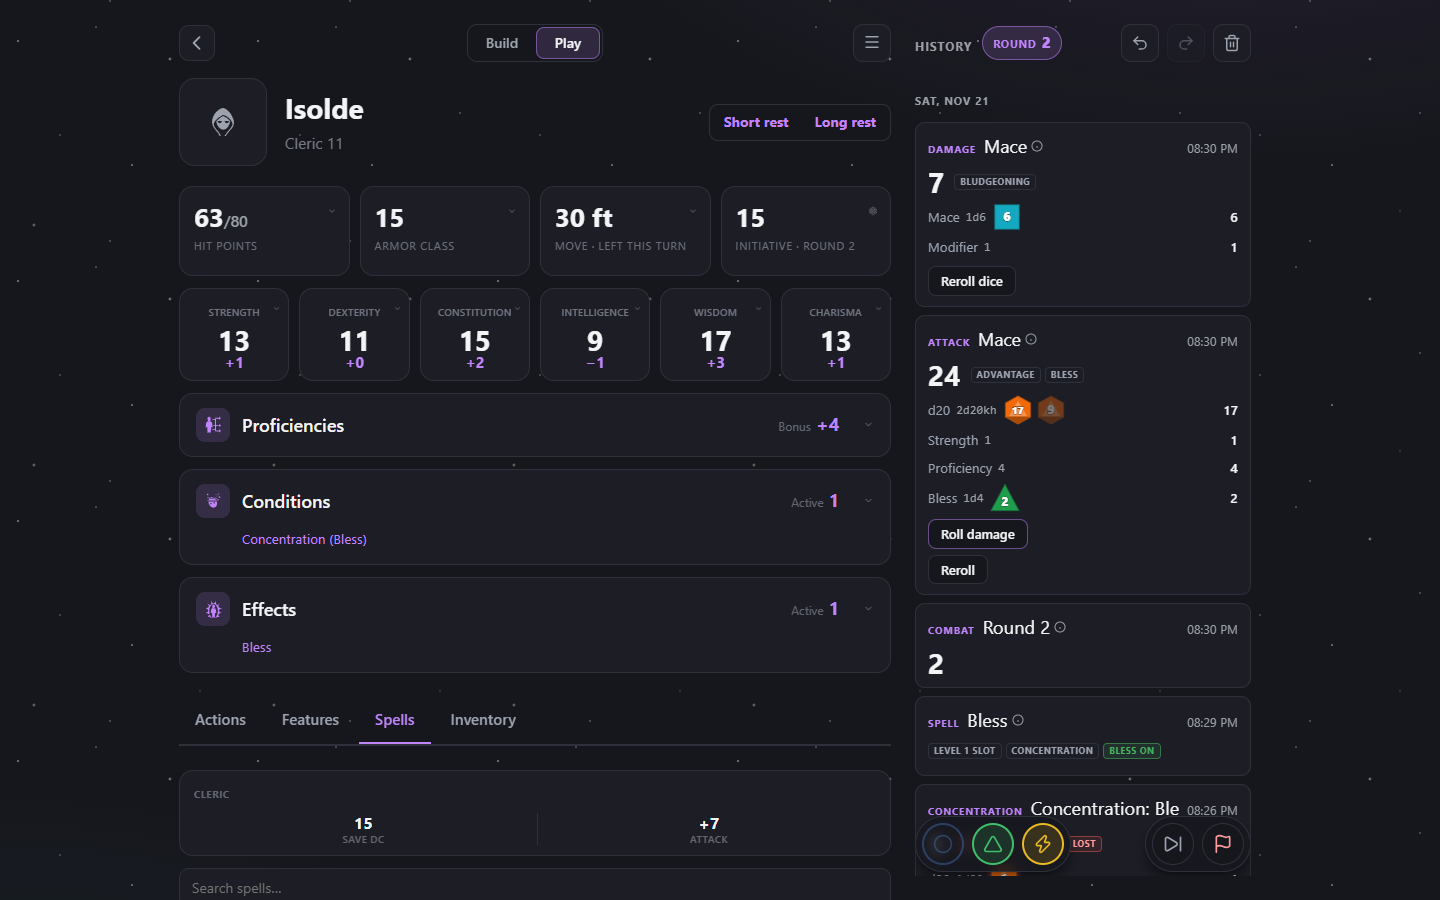 Build
Play
Isolde
Cleric 11
Short rest
Long rest
63/80
HIT POINTS
15
ARMOR CLASS
30 ft
MOVE · LEFT THIS TURN
15
INITIATIVE · ROUND 2
STRENGTH
13
+1
DEXTERITY
11
+0
CONSTITUTION
15
+2
INTELLIGENCE
9
−1
WISDOM
17
+3
CHARISMA
13
+1
Proficiencies
Bonus +4
Conditions
Active 1
Concentration (Bless)
Effects
Active 1
Bless
Actions
Features
Spells
Inventory
CLERIC
15
SAVE DC
+7
ATTACK
Search spells...
HISTORY
ROUND 2
SAT, NOV 21
DAMAGE Mace 08:30 PM
7 BLUDGEONING
Mace 1d6 6 6
Modifier 1 1
Reroll dice
ATTACK Mace 08:30 PM
24 ADVANTAGE BLESS
d20 2d20kh 17 9 17
Strength 1 1
Proficiency 4 4
Bless 1d4 2 2
Roll damage
Reroll
COMBAT Round 2 08:30 PM
2
SPELL Bless 08:29 PM
LEVEL 1 SLOT CONCENTRATION BLESS ON
CONCENTRATION Concentration: Ble 08:26 PM
LOST